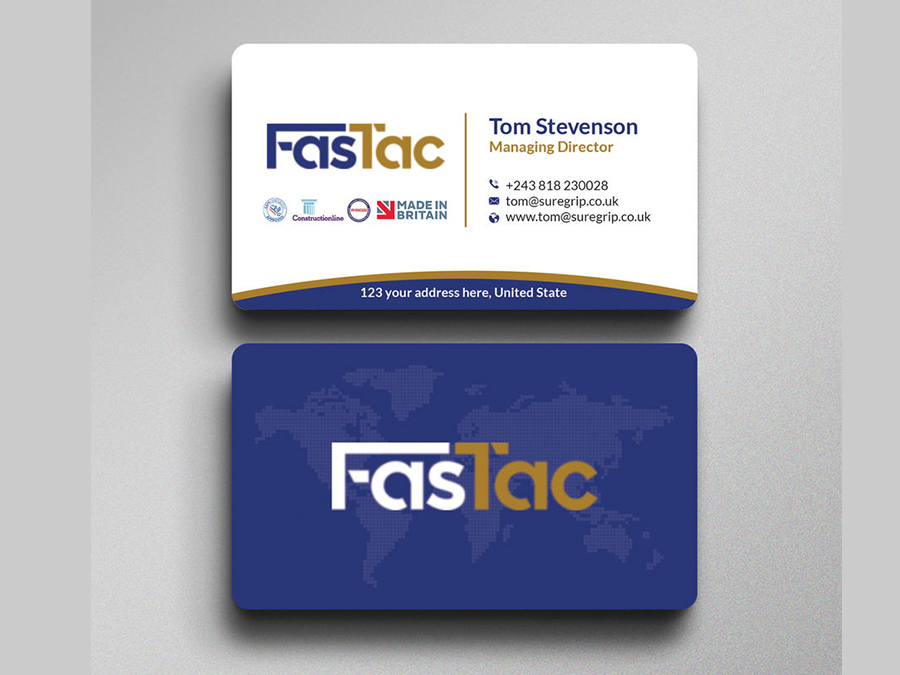 FasTac
Constructionline
MADE IN
BRITAIN
Tom Stevenson
Managing Director
+243 818 230028
tom@suregrip.co.uk
www.tom@suregrip.co.uk
123 your address here, United State
FasTac